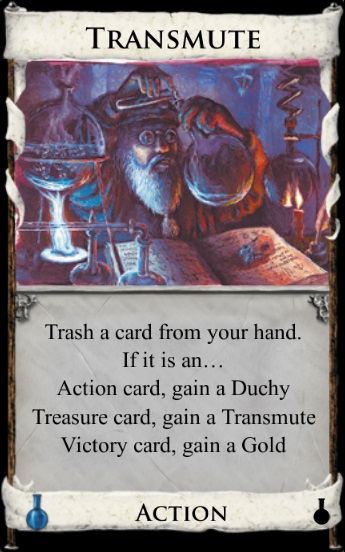 TRANSMUTE
Trash a card from your hand.
If it is an...
Action card, gain a Duchy
Treasure card, gain a Transmute
Victory card, gain a Gold
ACTION